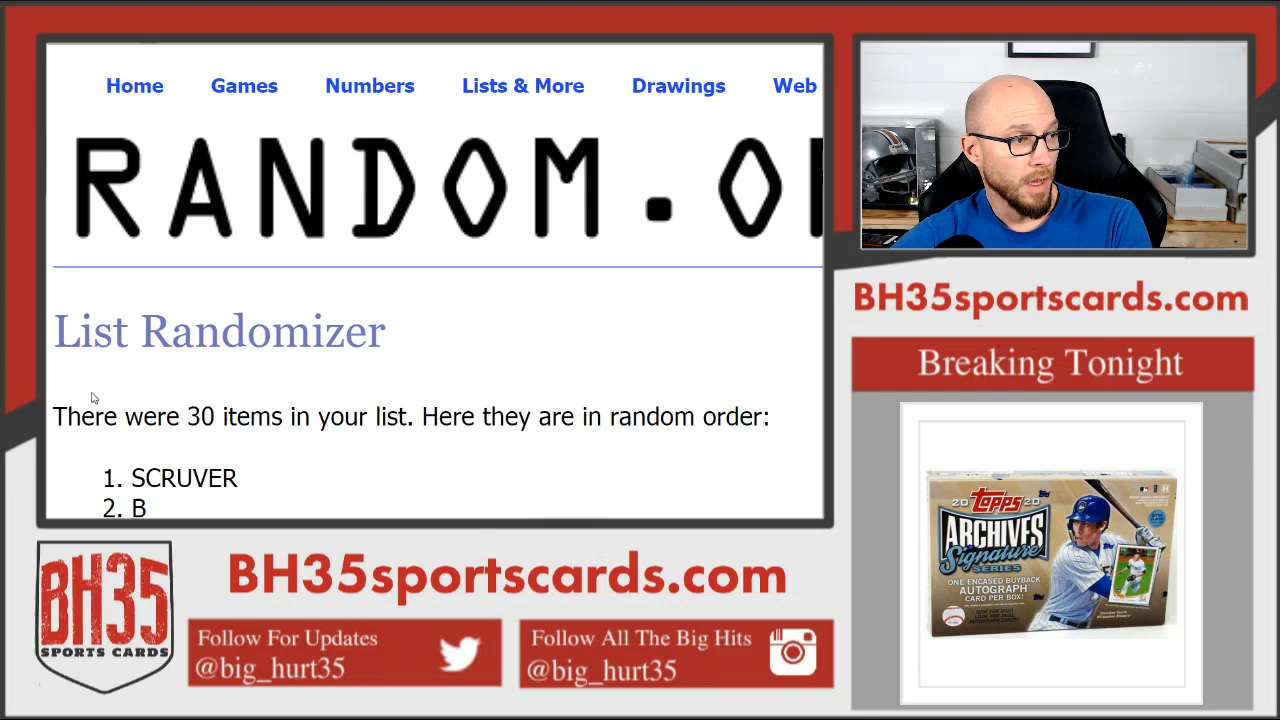 Home Games Numbers Lists & More Drawings Web
RANDOM.O
List Randomizer
There were 30 items in your list. Here they are in random order:
1. SCRUVER
2. B
BH35sportscards.com
Breaking Tonight
2020
topps
ARCHIVES
Signature
SERIES
ONE ENCASED BUYBACK
AUTOGRAPH
CARD PER BOX!
BH35
SPORTS CARDS
BH35sportscards.com
Follow For Updates
@big_hurt35
Follow All The Big Hits
@big_hurt35